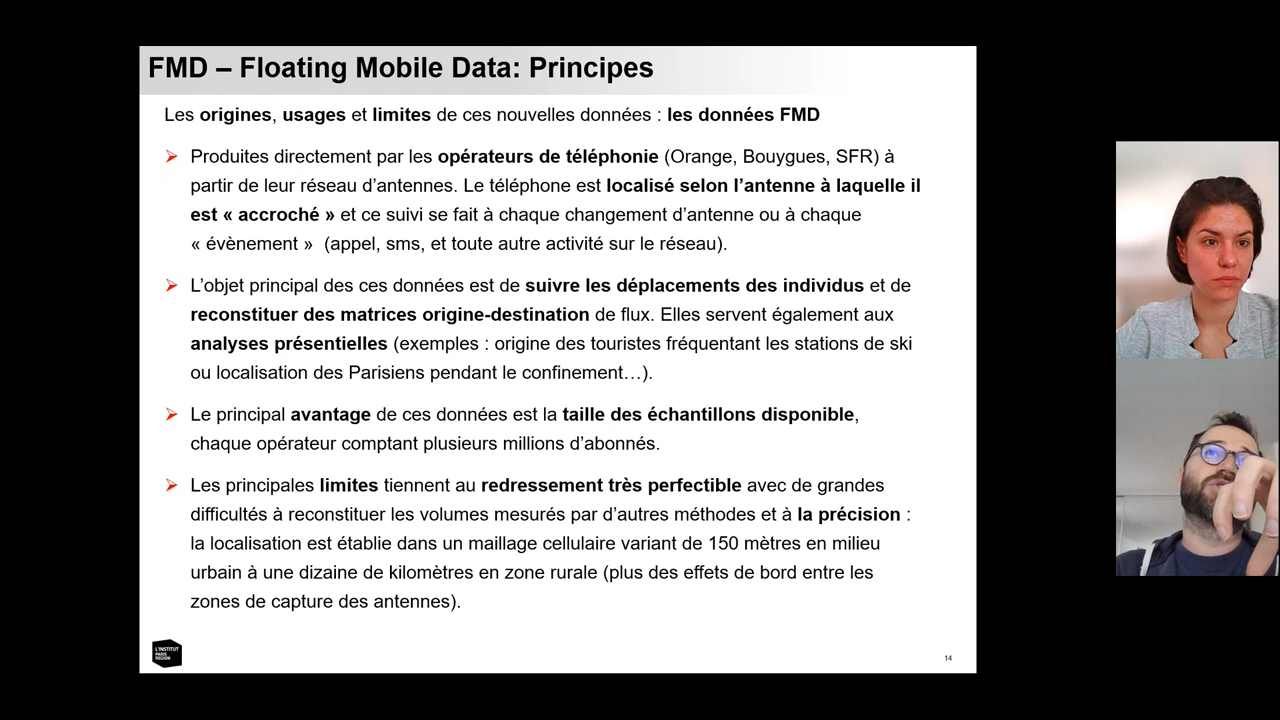 FMD – Floating Mobile Data: Principes
Les origines, usages et limites de ces nouvelles données : les données FMD
Produites directement par les opérateurs de téléphonie (Orange, Bouygues, SFR) à
partir de leur réseau d’antennes. Le téléphone est localisé selon l’antenne à laquelle il
est « accroché » et ce suivi se fait à chaque changement d’antenne ou à chaque
« évènement » (appel, sms, et toute autre activité sur le réseau).
L’objet principal des ces données est de suivre les déplacements des individus et de
reconstituer des matrices origine-destination de flux. Elles servent également aux
analyses présentielles (exemples : origine des touristes fréquentant les stations de ski
ou localisation des Parisiens pendant le confinement…).
Le principal avantage de ces données est la taille des échantillons disponible,
chaque opérateur comptant plusieurs millions d’abonnés.
Les principales limites tiennent au redressement très perfectible avec de grandes
difficultés à reconstituer les volumes mesurés par d’autres méthodes et à la précision :
la localisation est établie dans un maillage cellulaire variant de 150 mètres en milieu
urbain à une dizaine de kilomètres en zone rurale (plus des effets de bord entre les
zones de capture des antennes).
L’INSTITUT
PARIS
REGION
14